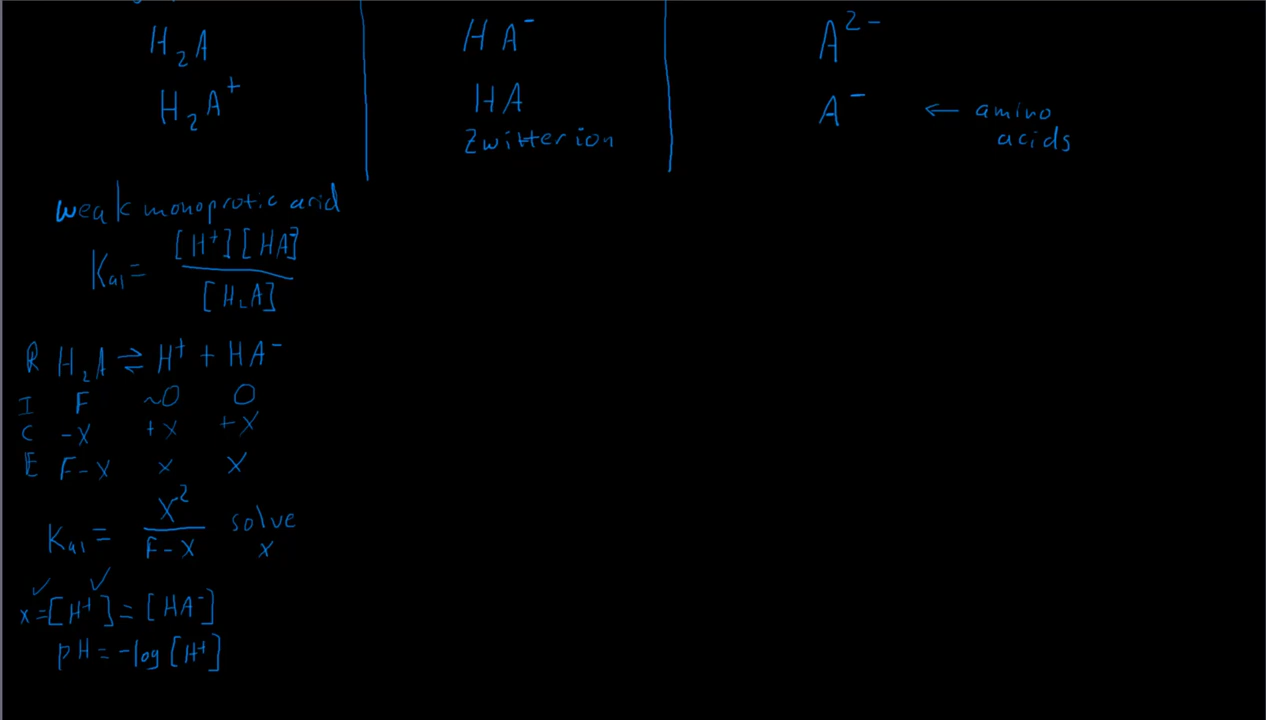 H₂A HA⁻ A²⁻
H₂A⁺ HA A⁻ ← amino
Zwitterion acids
weak monoprotic acid
Ka1 = [H⁺][HA⁻] / [H₂A]
R H₂A ⇌ H⁺ + HA⁻
I F ~0 0
C -X +X +X
E F-X X X
Ka1 = X² / F-X solve
x
x = [H⁺] = [HA⁻]
pH = -log [H⁺]